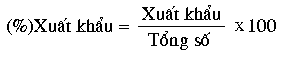 (%)Xuất khẩu = Xuất khẩu / Tổng số x 100